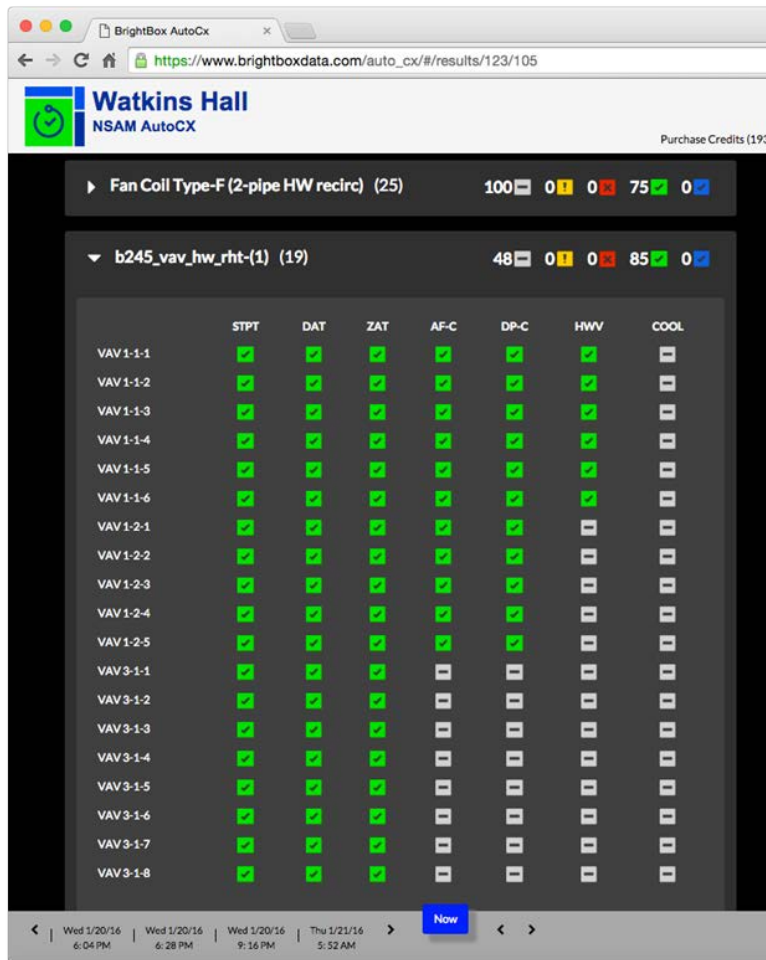 BrightBox AutoCx
https://www.brightboxdata.com/auto_cx/#/results/123/105
Watkins Hall
NSAM AutoCX
Purchase Credits (193
Fan Coil Type-F (2-pipe HW recirc) (25) 100 0 0 75 0
b245_vav_hw_rht-(1) (19) 48 0 0 85 0
STPT DAT ZAT AF-C DP-C HWV COOL
VAV 1-1-1
VAV 1-1-2
VAV 1-1-3
VAV 1-1-4
VAV 1-1-5
VAV 1-1-6
VAV 1-2-1
VAV 1-2-2
VAV 1-2-3
VAV 1-2-4
VAV 1-2-5
VAV 3-1-1
VAV 3-1-2
VAV 3-1-3
VAV 3-1-4
VAV 3-1-5
VAV 3-1-6
VAV 3-1-7
VAV 3-1-8
Now
Wed 1/20/16 | Wed 1/20/16 | Wed 1/20/16 | Thu 1/21/16
6:04 PM 6:28 PM 9:16 PM 5:52 AM